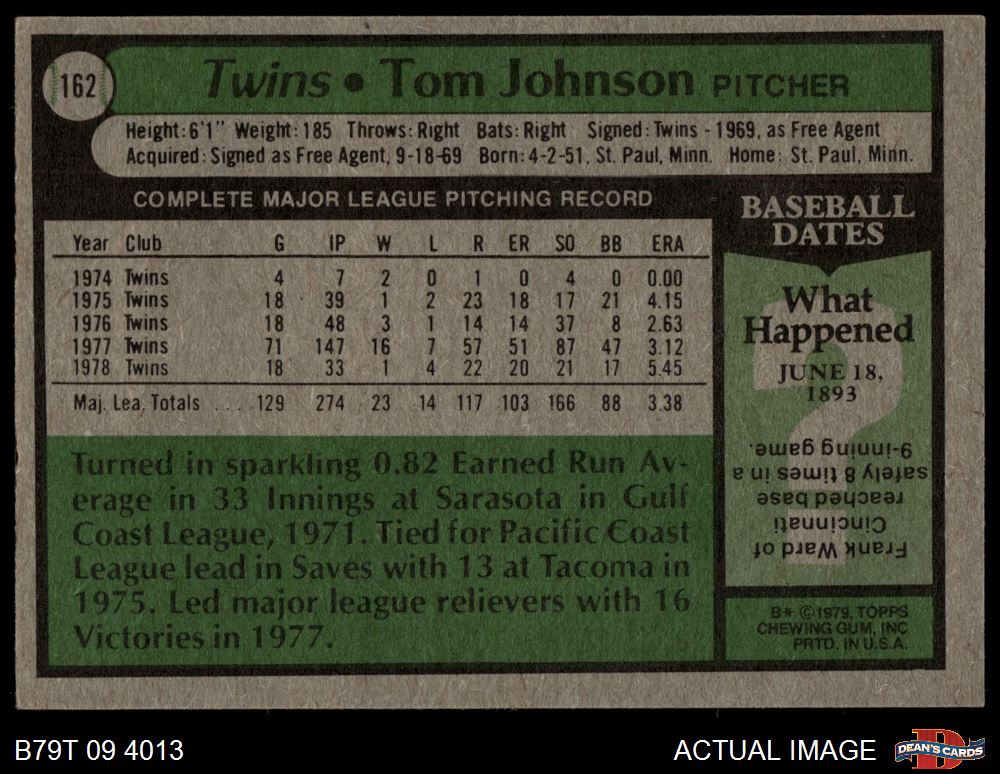 162
Twins • Tom Johnson PITCHER
Height: 6'1" Weight: 185 Throws: Right Bats: Right Signed: Twins - 1969, as Free Agent
Acquired: Signed as Free Agent, 9-18-69 Born: 4-2-51, St. Paul, Minn. Home: St. Paul, Minn.
COMPLETE MAJOR LEAGUE PITCHING RECORD
Year Club G IP W L R ER SO BB ERA
1974 Twins 4 7 2 0 1 0 4 0 0.00
1975 Twins 18 39 1 2 23 18 17 21 4.15
1976 Twins 18 48 3 1 14 14 37 8 2.63
1977 Twins 71 147 16 7 57 51 87 47 3.12
1978 Twins 18 33 1 4 22 20 21 17 5.45
Maj. Lea. Totals .... 129 274 23 14 117 103 166 88 3.38
Turned in sparkling 0.82 Earned Run Av-
erage in 33 Innings at Sarasota in Gulf
Coast League, 1971. Tied for Pacific Coast
League lead in Saves with 13 at Tacoma in
1975. Led major league relievers with 16
Victories in 1977.
BASEBALL
DATES
What
Happened
JUNE 18,
1893
Frank Ward of
Cincinnati
reached base
safely 8 times in a
9-inning game.
B* ©1979, TOPPS
CHEWING GUM, INC
PRTD. IN U.S.A.
B79T 09 4013
ACTUAL IMAGE
D
DEAN'S CARDS